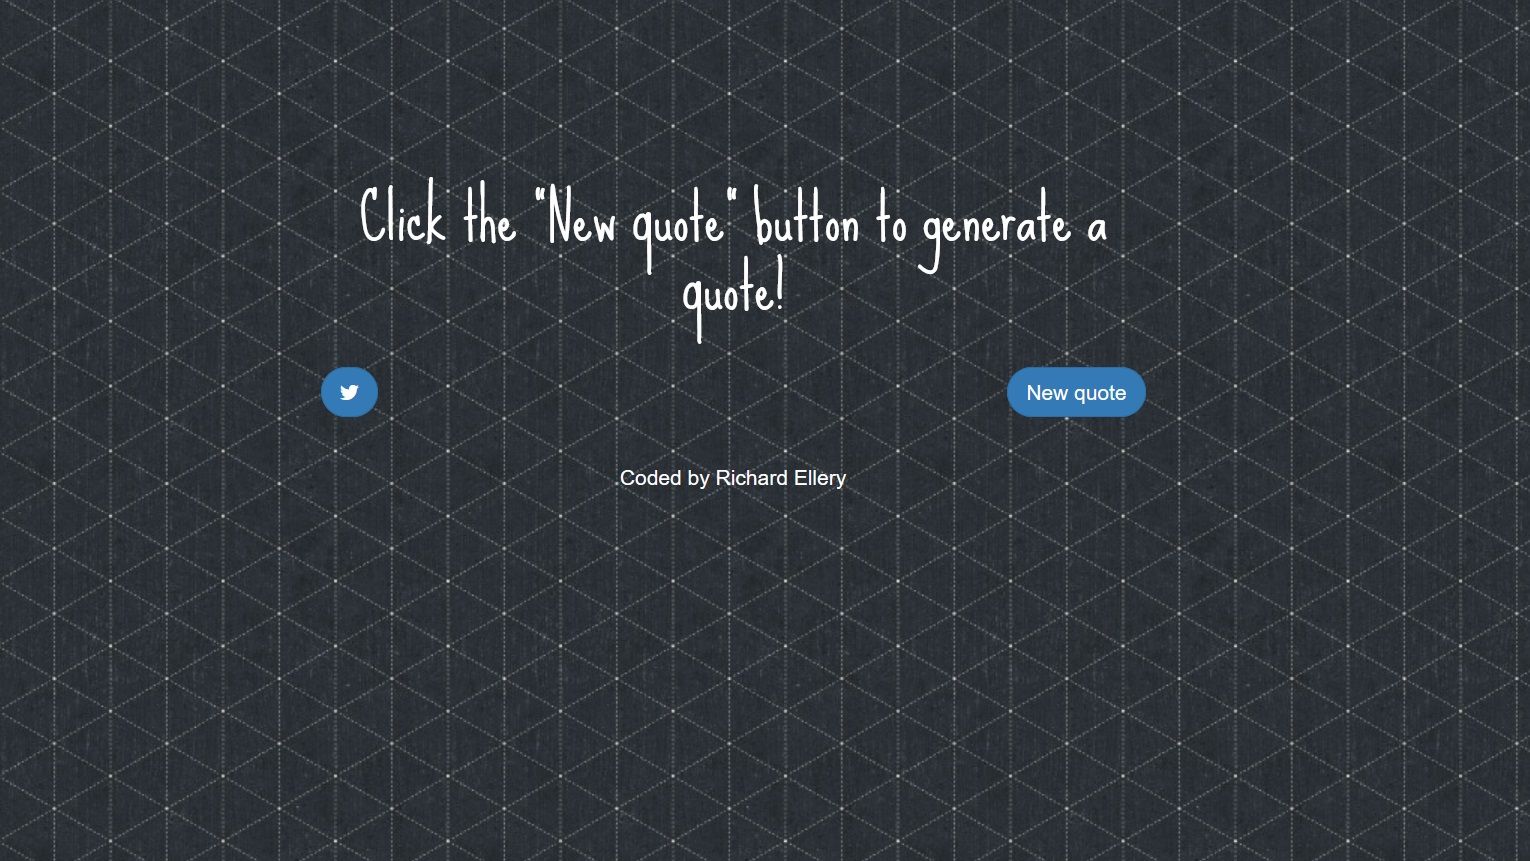 Click the "New quote" button to generate a
quote!
New quote
Coded by Richard Ellery